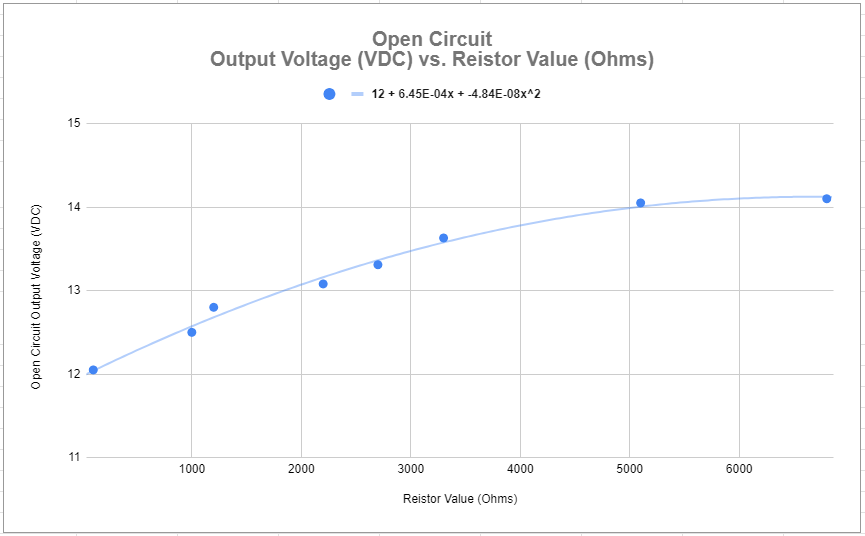 Open Circuit
Output Voltage (VDC) vs. Reistor Value (Ohms)
12 + 6.45E-04x + -4.84E-08x^2
15
14
13
12
11
Open Circuit Output Voltage (VDC)
1000 2000 3000 4000 5000 6000
Reistor Value (Ohms)